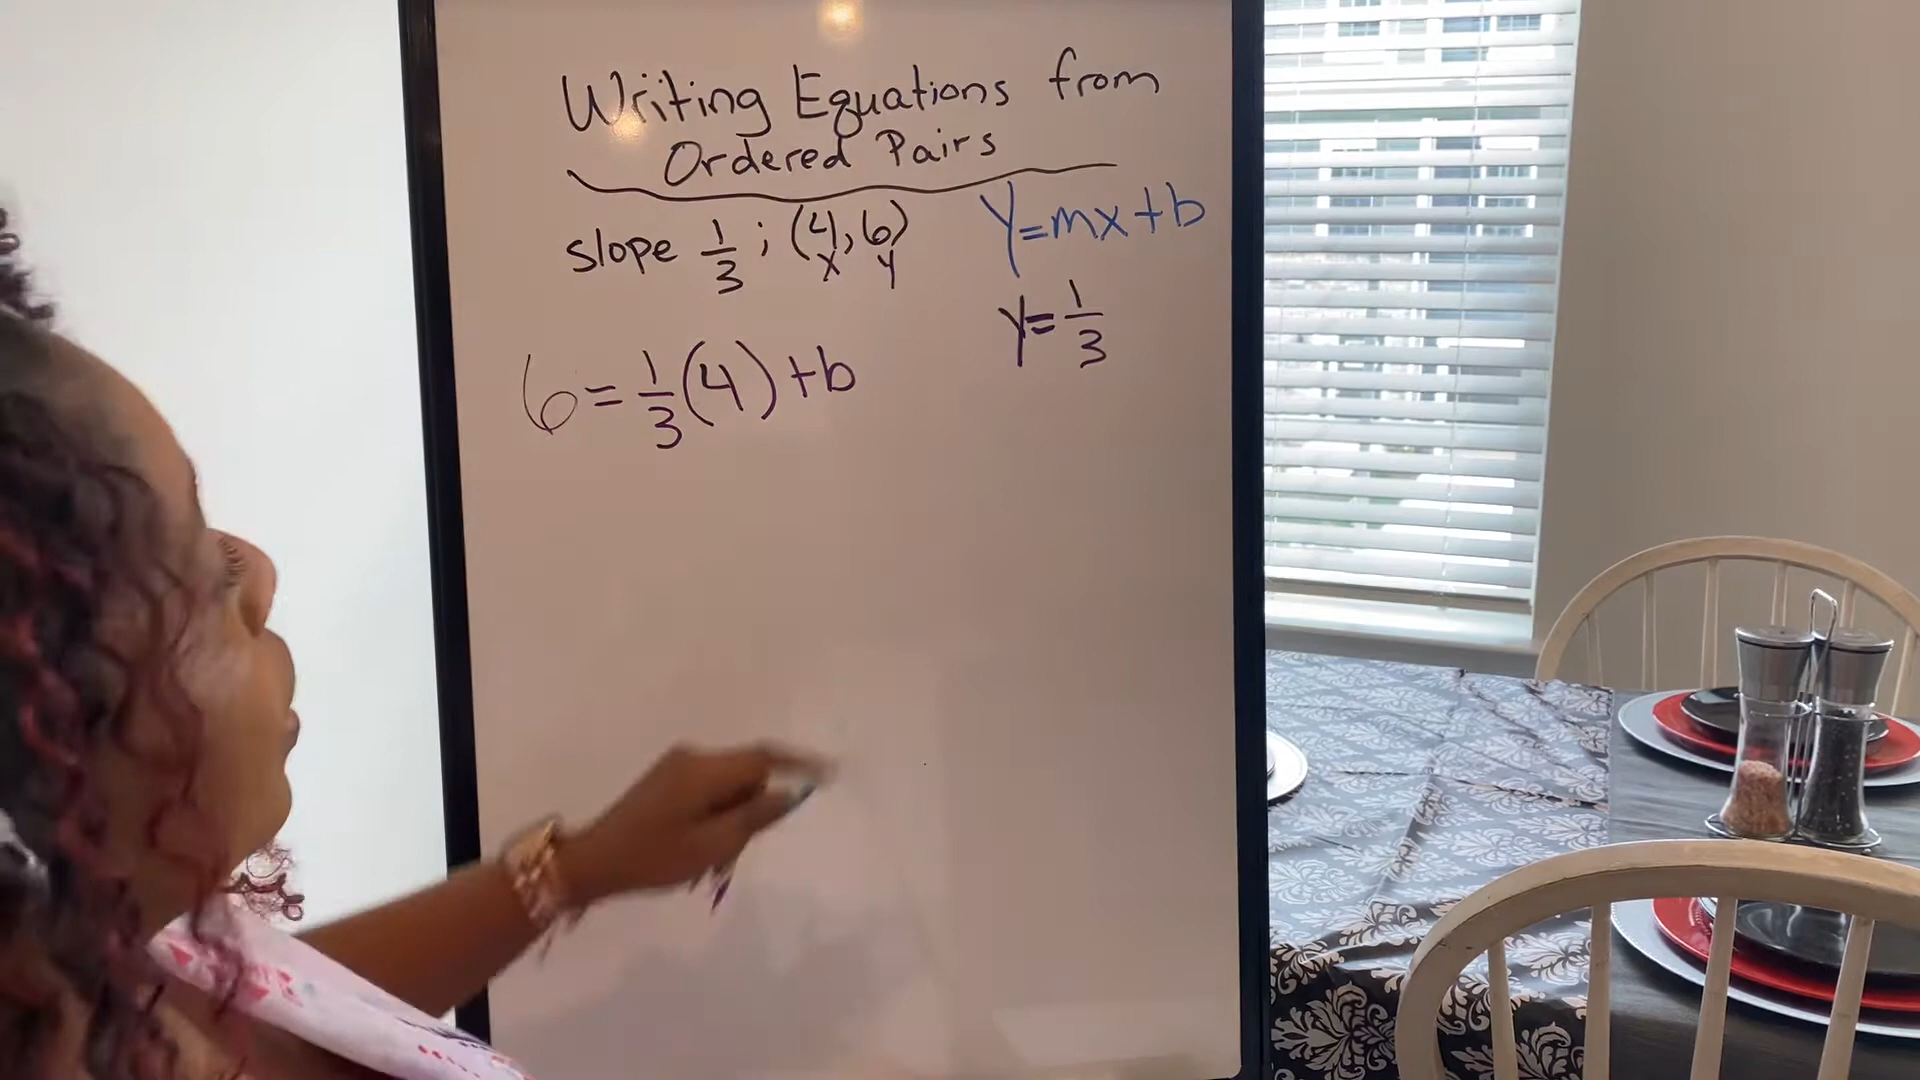 Writing Equations from
Ordered Pairs
slope 1/3 ; (4, 6)
x y
y=mx+b
y= 1/3
6= 1/3 (4) +b